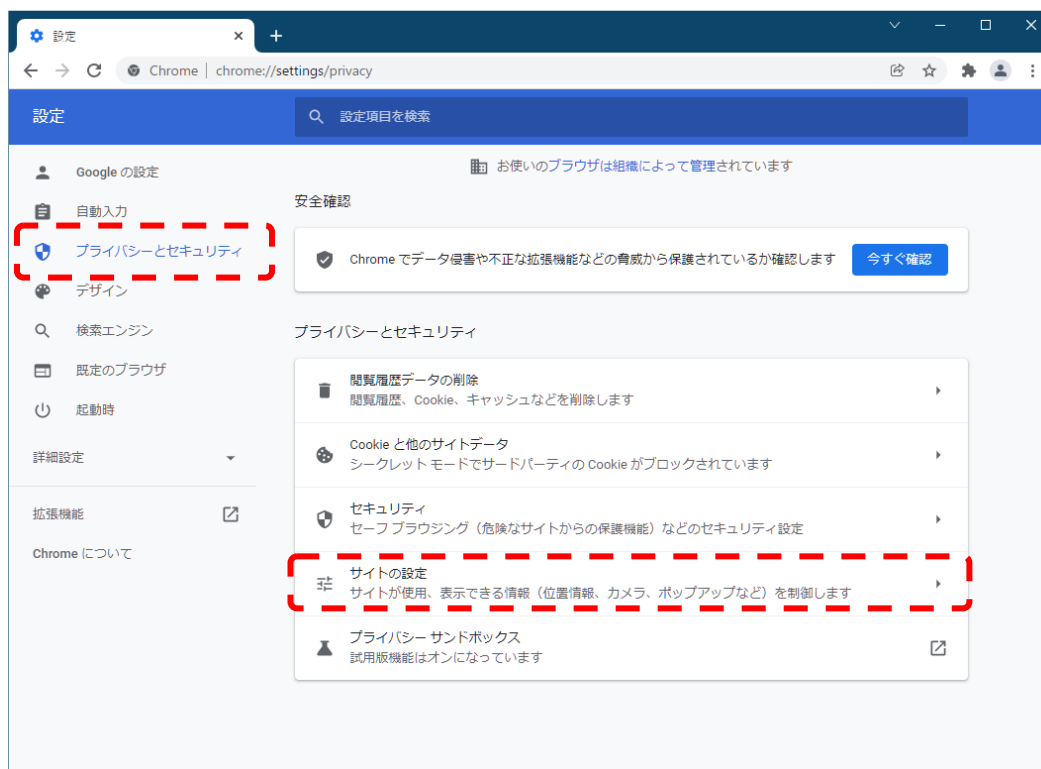 設定
Chrome | chrome://settings/privacy
設定
設定項目を検索
Google の設定
自動入力
プライバシーとセキュリティ
デザイン
検索エンジン
既定のブラウザ
起動時
詳細設定
拡張機能
Chrome について
お使いのブラウザは組織によって管理されています
安全確認
Chrome でデータ侵害や不正な拡張機能などの脅威から保護されているか確認します
今すぐ確認
プライバシーとセキュリティ
閲覧履歴データの削除
閲覧履歴、Cookie、キャッシュなどを削除します
Cookie と他のサイトデータ
シークレット モードでサードパーティの Cookie がブロックされています
セキュリティ
セーフ ブラウジング（危険なサイトからの保護機能）などのセキュリティ設定
サイトの設定
サイトが使用、表示できる情報（位置情報、カメラ、ポップアップなど）を制御します
プライバシー サンドボックス
試用版機能はオンになっています